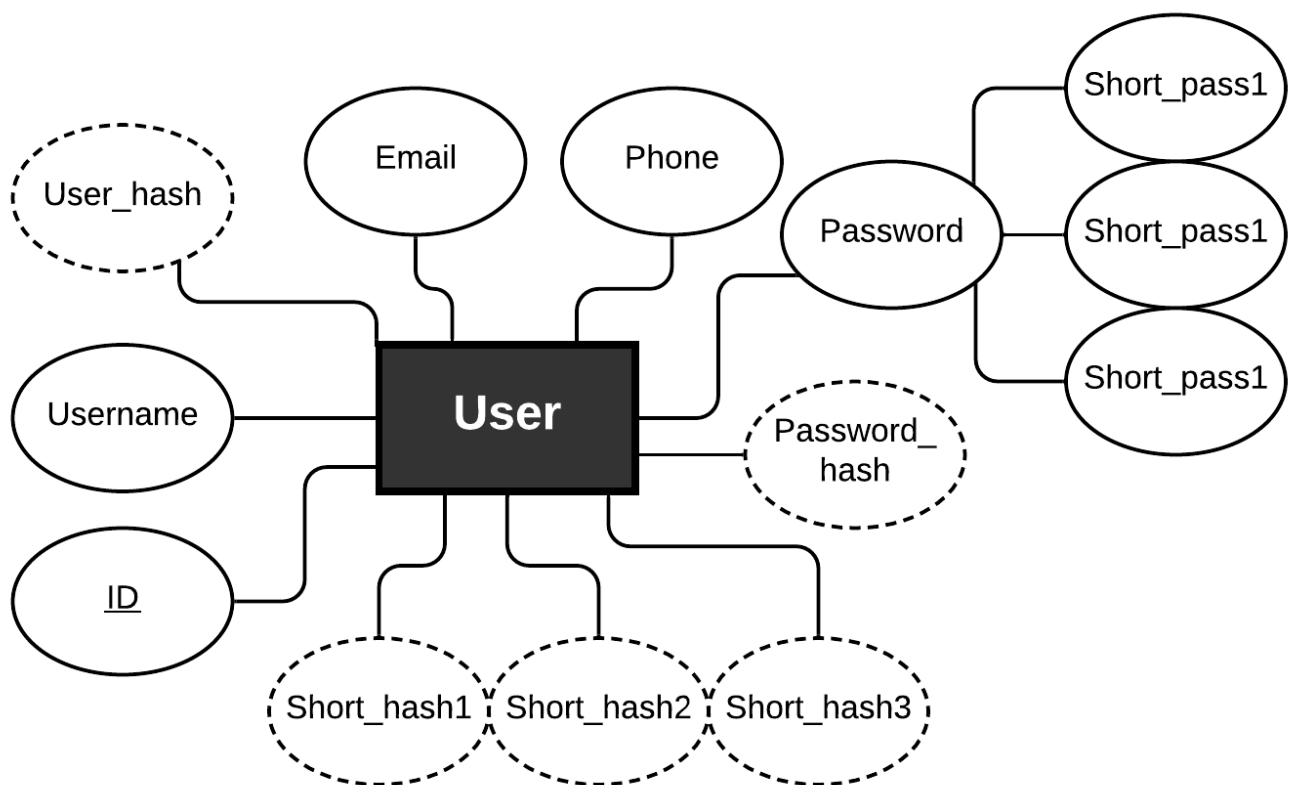 Short_pass1
Email
Phone
User_hash
Password
Short_pass1
Short_pass1
Username
User
Password_
hash
ID
Short_hash1
Short_hash2
Short_hash3